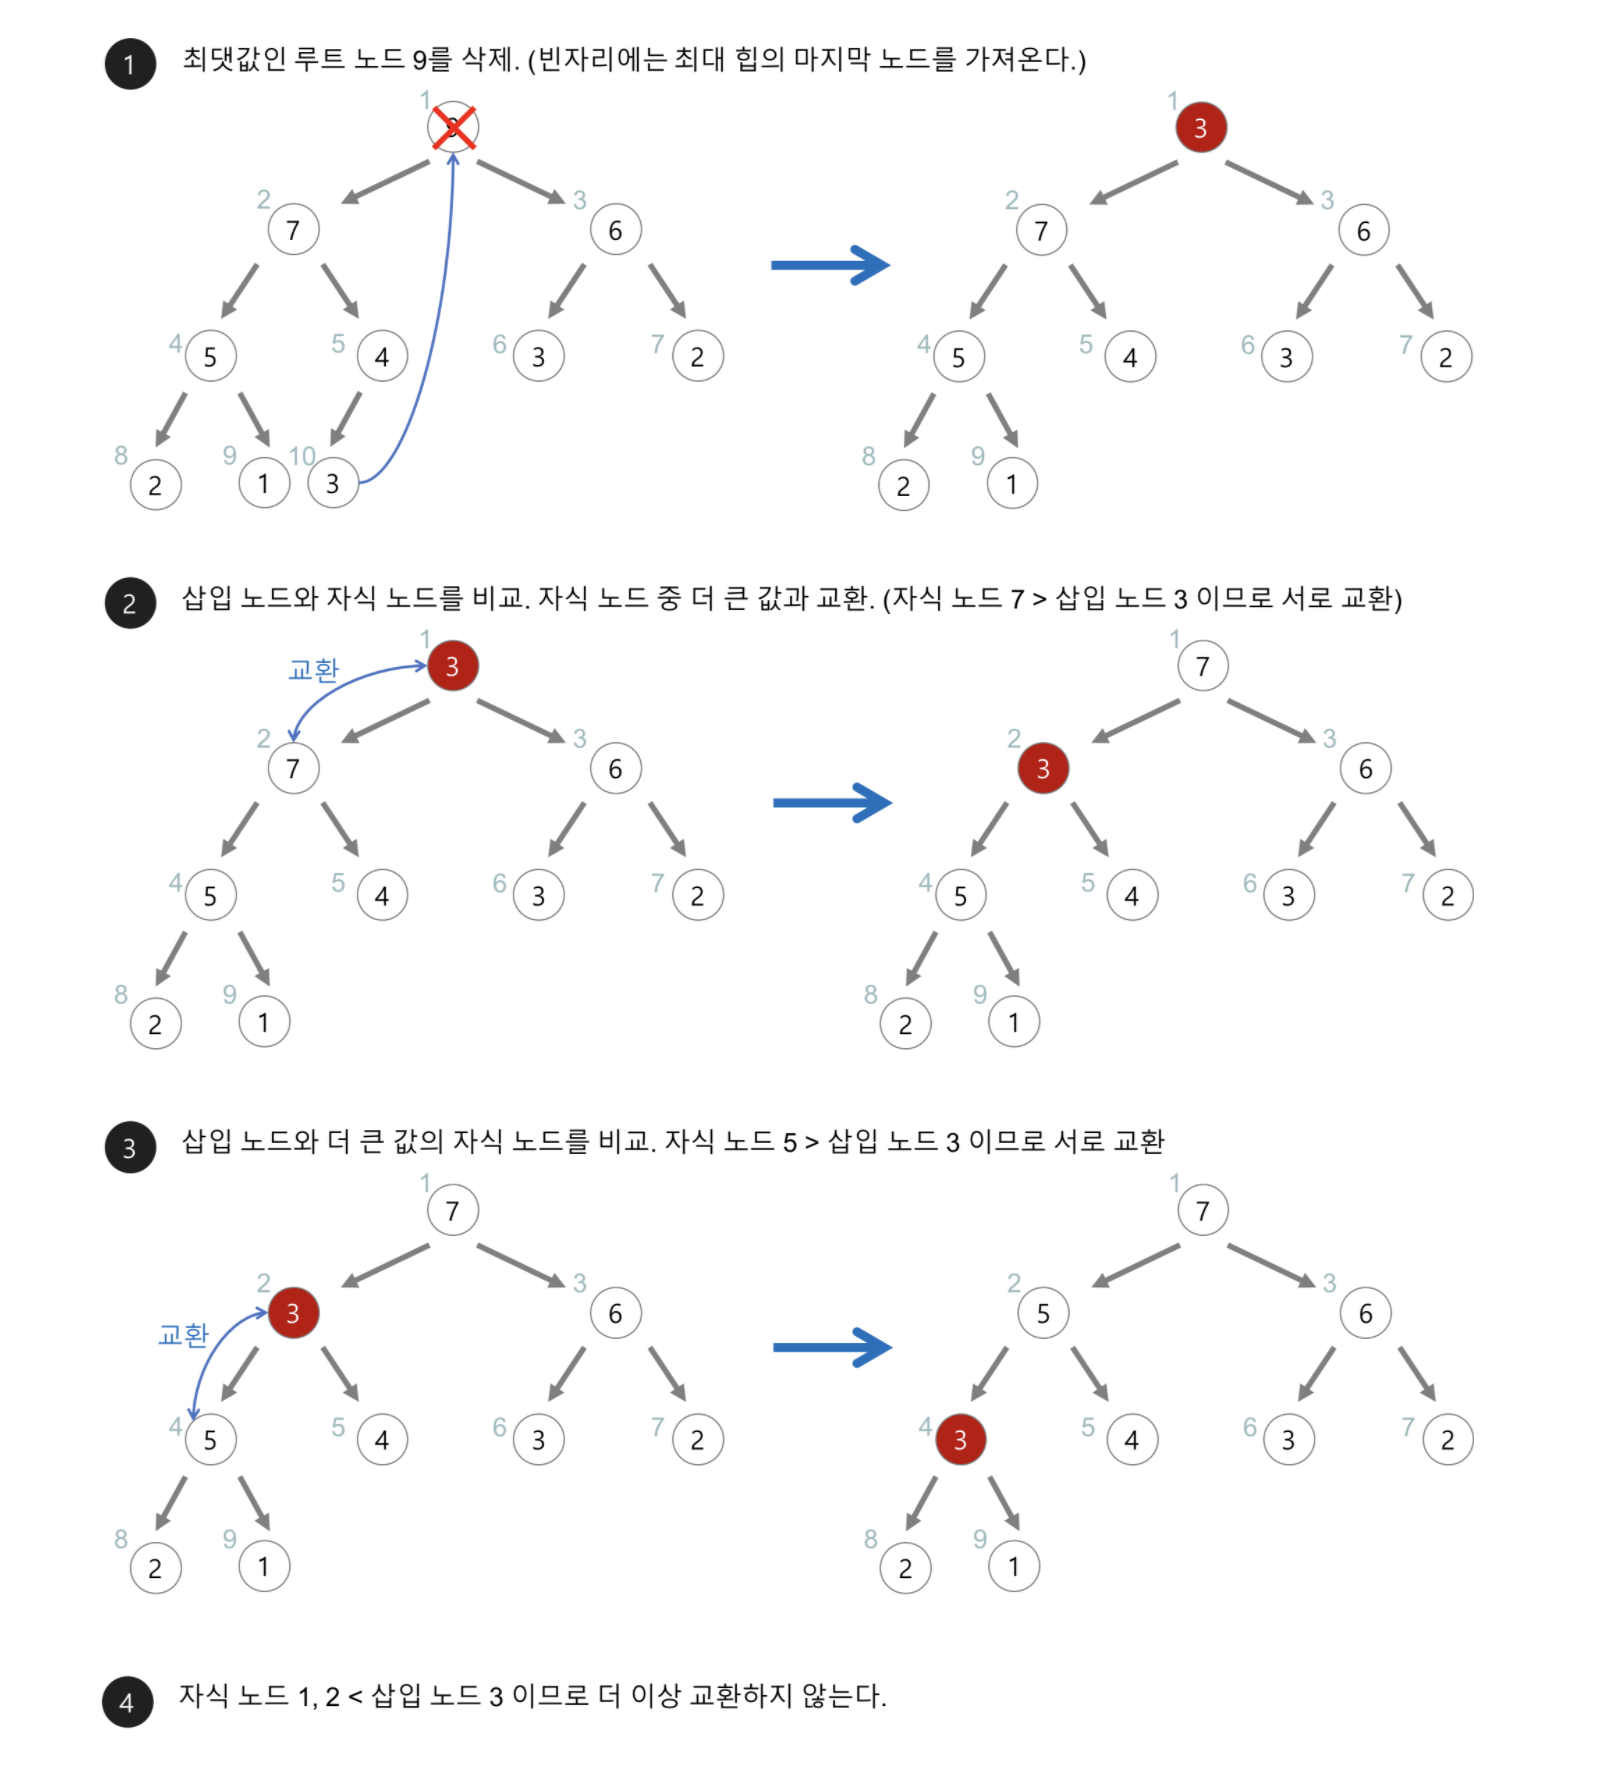 1 최댓값인 루트 노드 9를 삭제. (빈자리에는 최대 힙의 마지막 노드를 가져온다.)
1 1
3
2 3 2 3
7 6 7 6
4 5 6 7 4 5 6 7
5 4 3 2 5 4 3 2
8 9 10 8 9
2 1 3 2 1
2 삽입 노드와 자식 노드를 비교. 자식 노드 중 더 큰 값과 교환. (자식 노드 7 > 삽입 노드 3 이므로 서로 교환)
1 1
교환 3 7
2 3 2 3
7 6 3 6
4 5 6 7 4 5 6 7
5 4 3 2 5 4 3 2
8 9 8 9
2 1 2 1
3 삽입 노드와 더 큰 값의 자식 노드를 비교. 자식 노드 5 > 삽입 노드 3 이므로 서로 교환
1 1
7 7
2 3 2 3
3 6 5 6
교환
4 5 6 7 4 5 6 7
5 4 3 2 3 4 3 2
8 9 8 9
2 1 2 1
4 자식 노드 1, 2 < 삽입 노드 3 이므로 더 이상 교환하지 않는다.